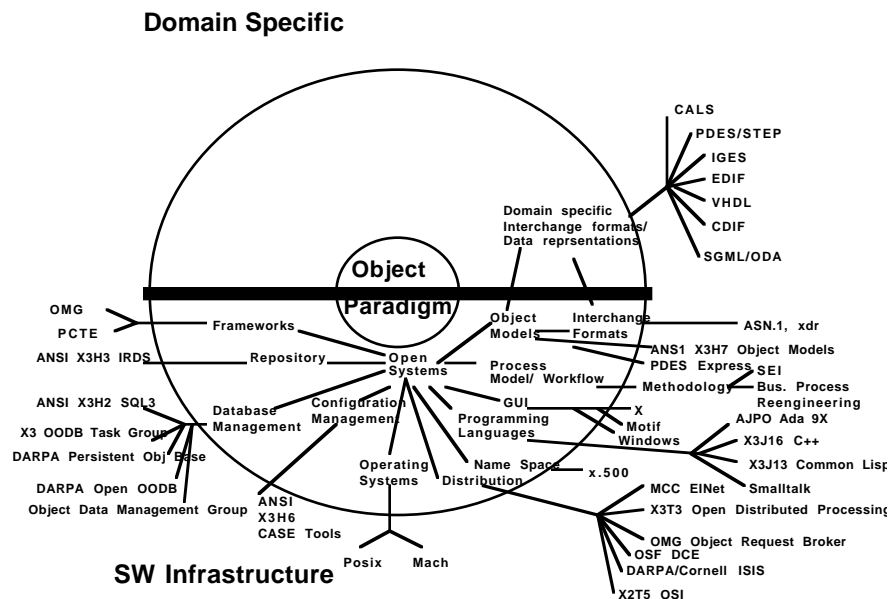 Domain Specific
CALS
PDES/STEP
IGES
EDIF
VHDL
CDIF
SGML/ODA
Domain specific
Interchange formats/
Data reprsentations
Object
Paradigm
OMG
PCTE
Frameworks
Object
Models
Interchange
Formats
ASN.1, xdr
ANSI X3H3 IRDS
Repository
Open
Systems
Process
Model/ Workflow
ANS1 X3H7 Object Models
PDES Express
Methodology
SEI
Bus. Process
Reengineering
ANSI X3H2 SQL3
X3 OODB Task Group
DARPA Persistent Obj Base
DARPA Open OODB
Object Data Management Group
Database
Management
Configuration
Management
GUI
X
Motif
Windows
Programming
Languages
AJPO Ada 9X
X3J16 C++
X3J13 Common Lisp
Smalltalk
Operating
Systems
Name Space
Distribution
x.500
ANSI
X3H6
CASE Tools
Posix
Mach
MCC EINet
X3T3 Open Distributed Processing
OMG Object Request Broker
OSF DCE
DARPA/Cornell ISIS
X2T5 OSI
SW Infrastructure